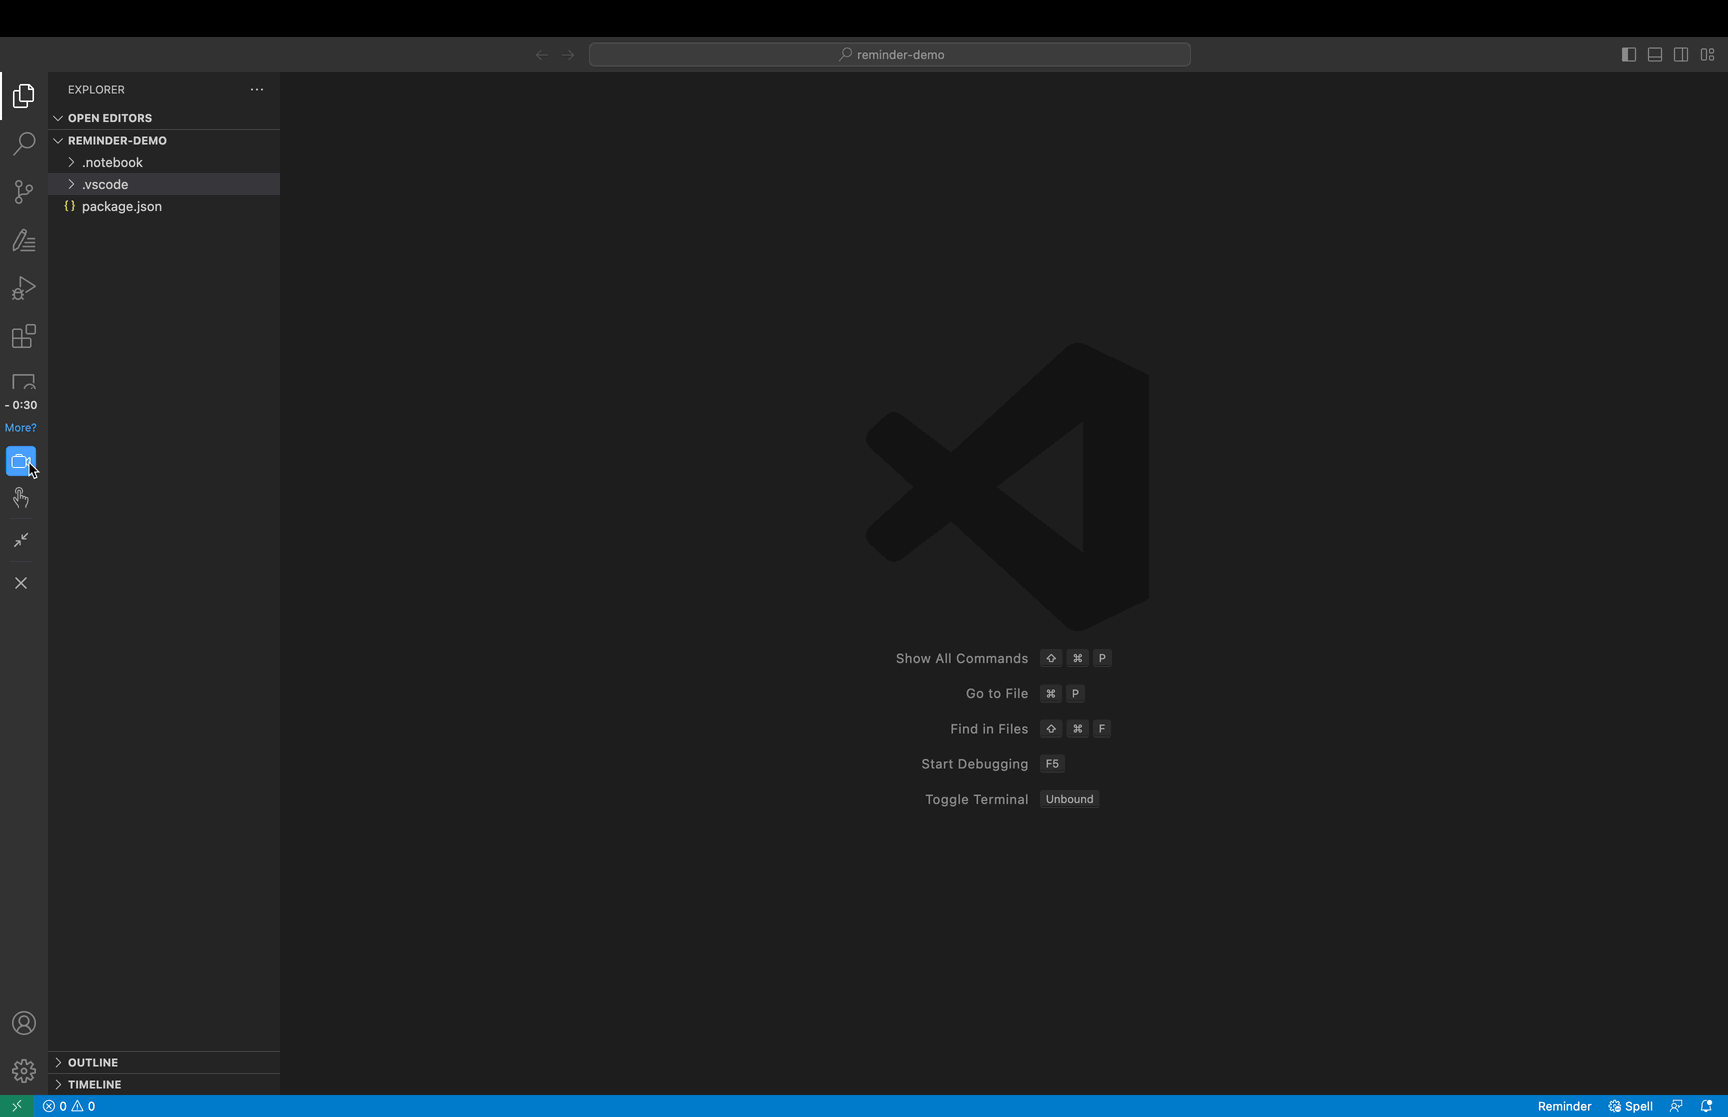 reminder-demo
EXPLORER
OPEN EDITORS
REMINDER-DEMO
.notebook
.vscode
{} package.json
- 0:30
More?
Show All Commands ⇧ ⌘ P
Go to File ⌘ P
Find in Files ⇧ ⌘ F
Start Debugging F5
Toggle Terminal Unbound
OUTLINE
TIMELINE
0 0
Reminder Spell